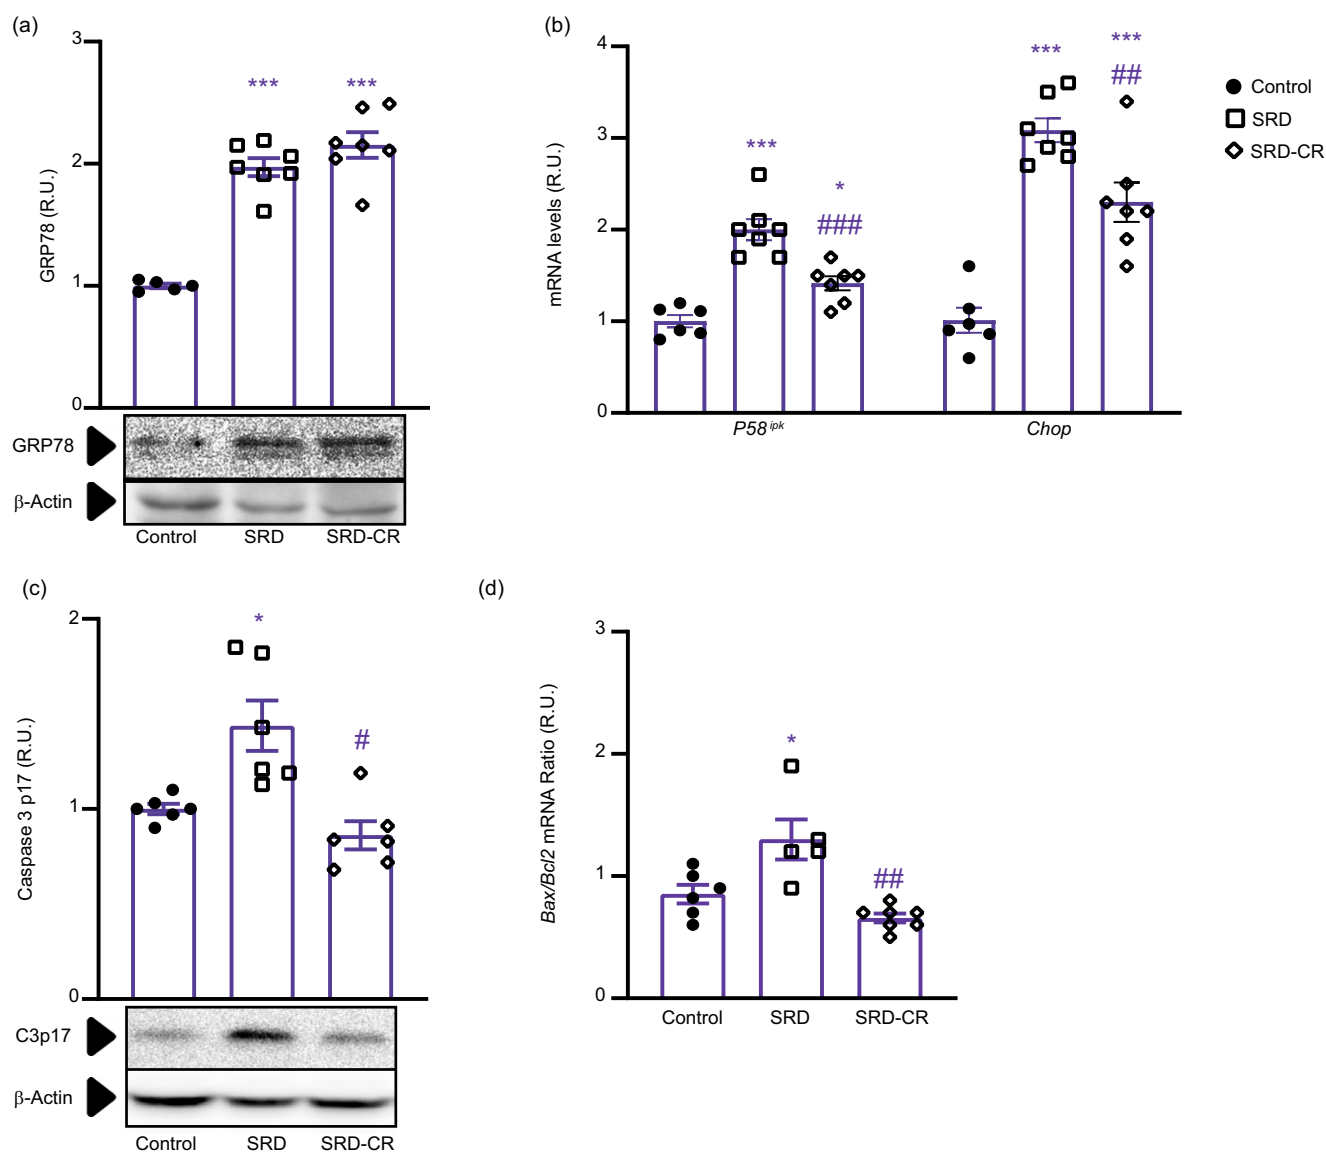 (a)
3
2
1
0
GRP78 (R.U.)
***
***
GRP78
β-Actin
Control SRD SRD-CR
(b)
4
3
2
1
0
mRNA levels (R.U.)
***
*
###
***
***
##
P58 ipk
Chop
Control
SRD
SRD-CR
(c)
2
1
0
Caspase 3 p17 (R.U.)
*
#
C3p17
β-Actin
Control SRD SRD-CR
(d)
3
2
1
0
Bax/Bcl2 mRNA Ratio (R.U.)
*
##
Control SRD SRD-CR